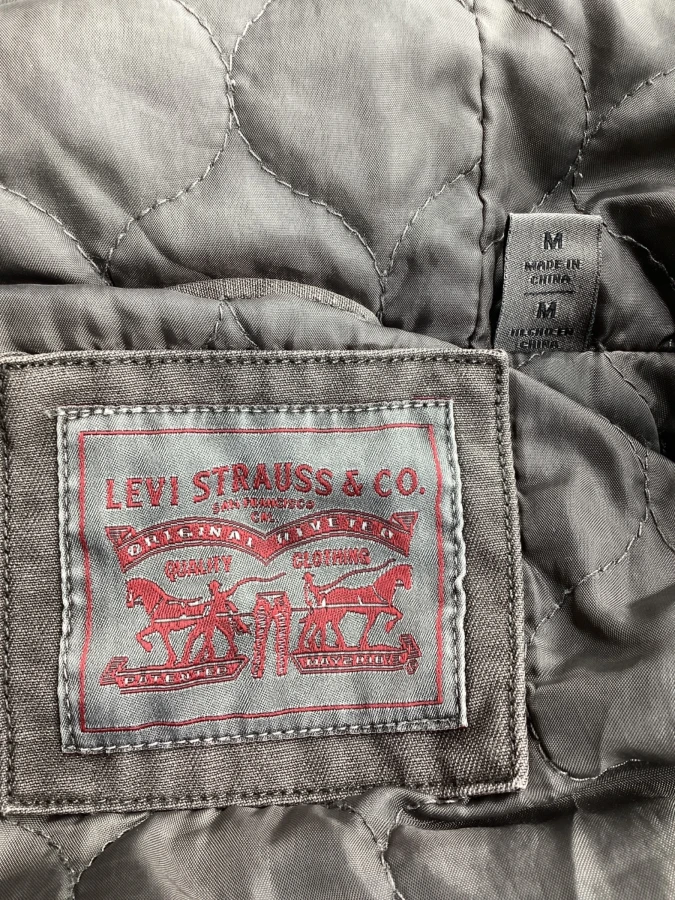 M
MADE IN
CHINA
M
HECHO EN
CHINA
LEVI STRAUSS & CO.
SAN FRANCISCO
CAL.
ORIGINAL RIVETED
QUALITY CLOTHING